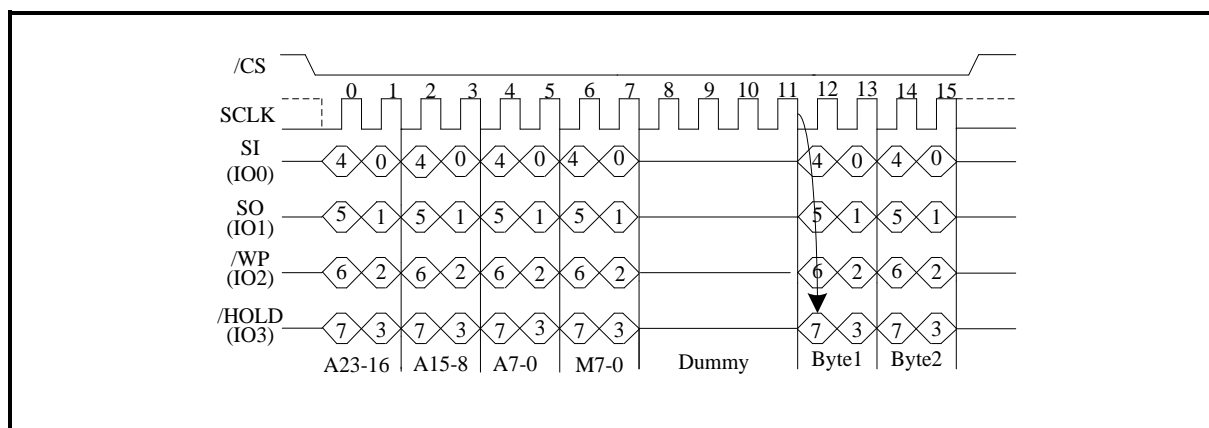 /CS
0 1 2 3 4 5 6 7 8 9 10 11 12 13 14 15
SCLK
SI
(IO0)
4 0 4 0 4 0 4 0 4 0 4 0
SO
(IO1)
5 1 5 1 5 1 5 1 5 1 5 1
/WP
(IO2)
6 2 6 2 6 2 6 2 6 2 6 2
/HOLD
(IO3)
7 3 7 3 7 3 7 3 7 3 7 3
A23-16 A15-8 A7-0 M7-0 Dummy Byte1 Byte2